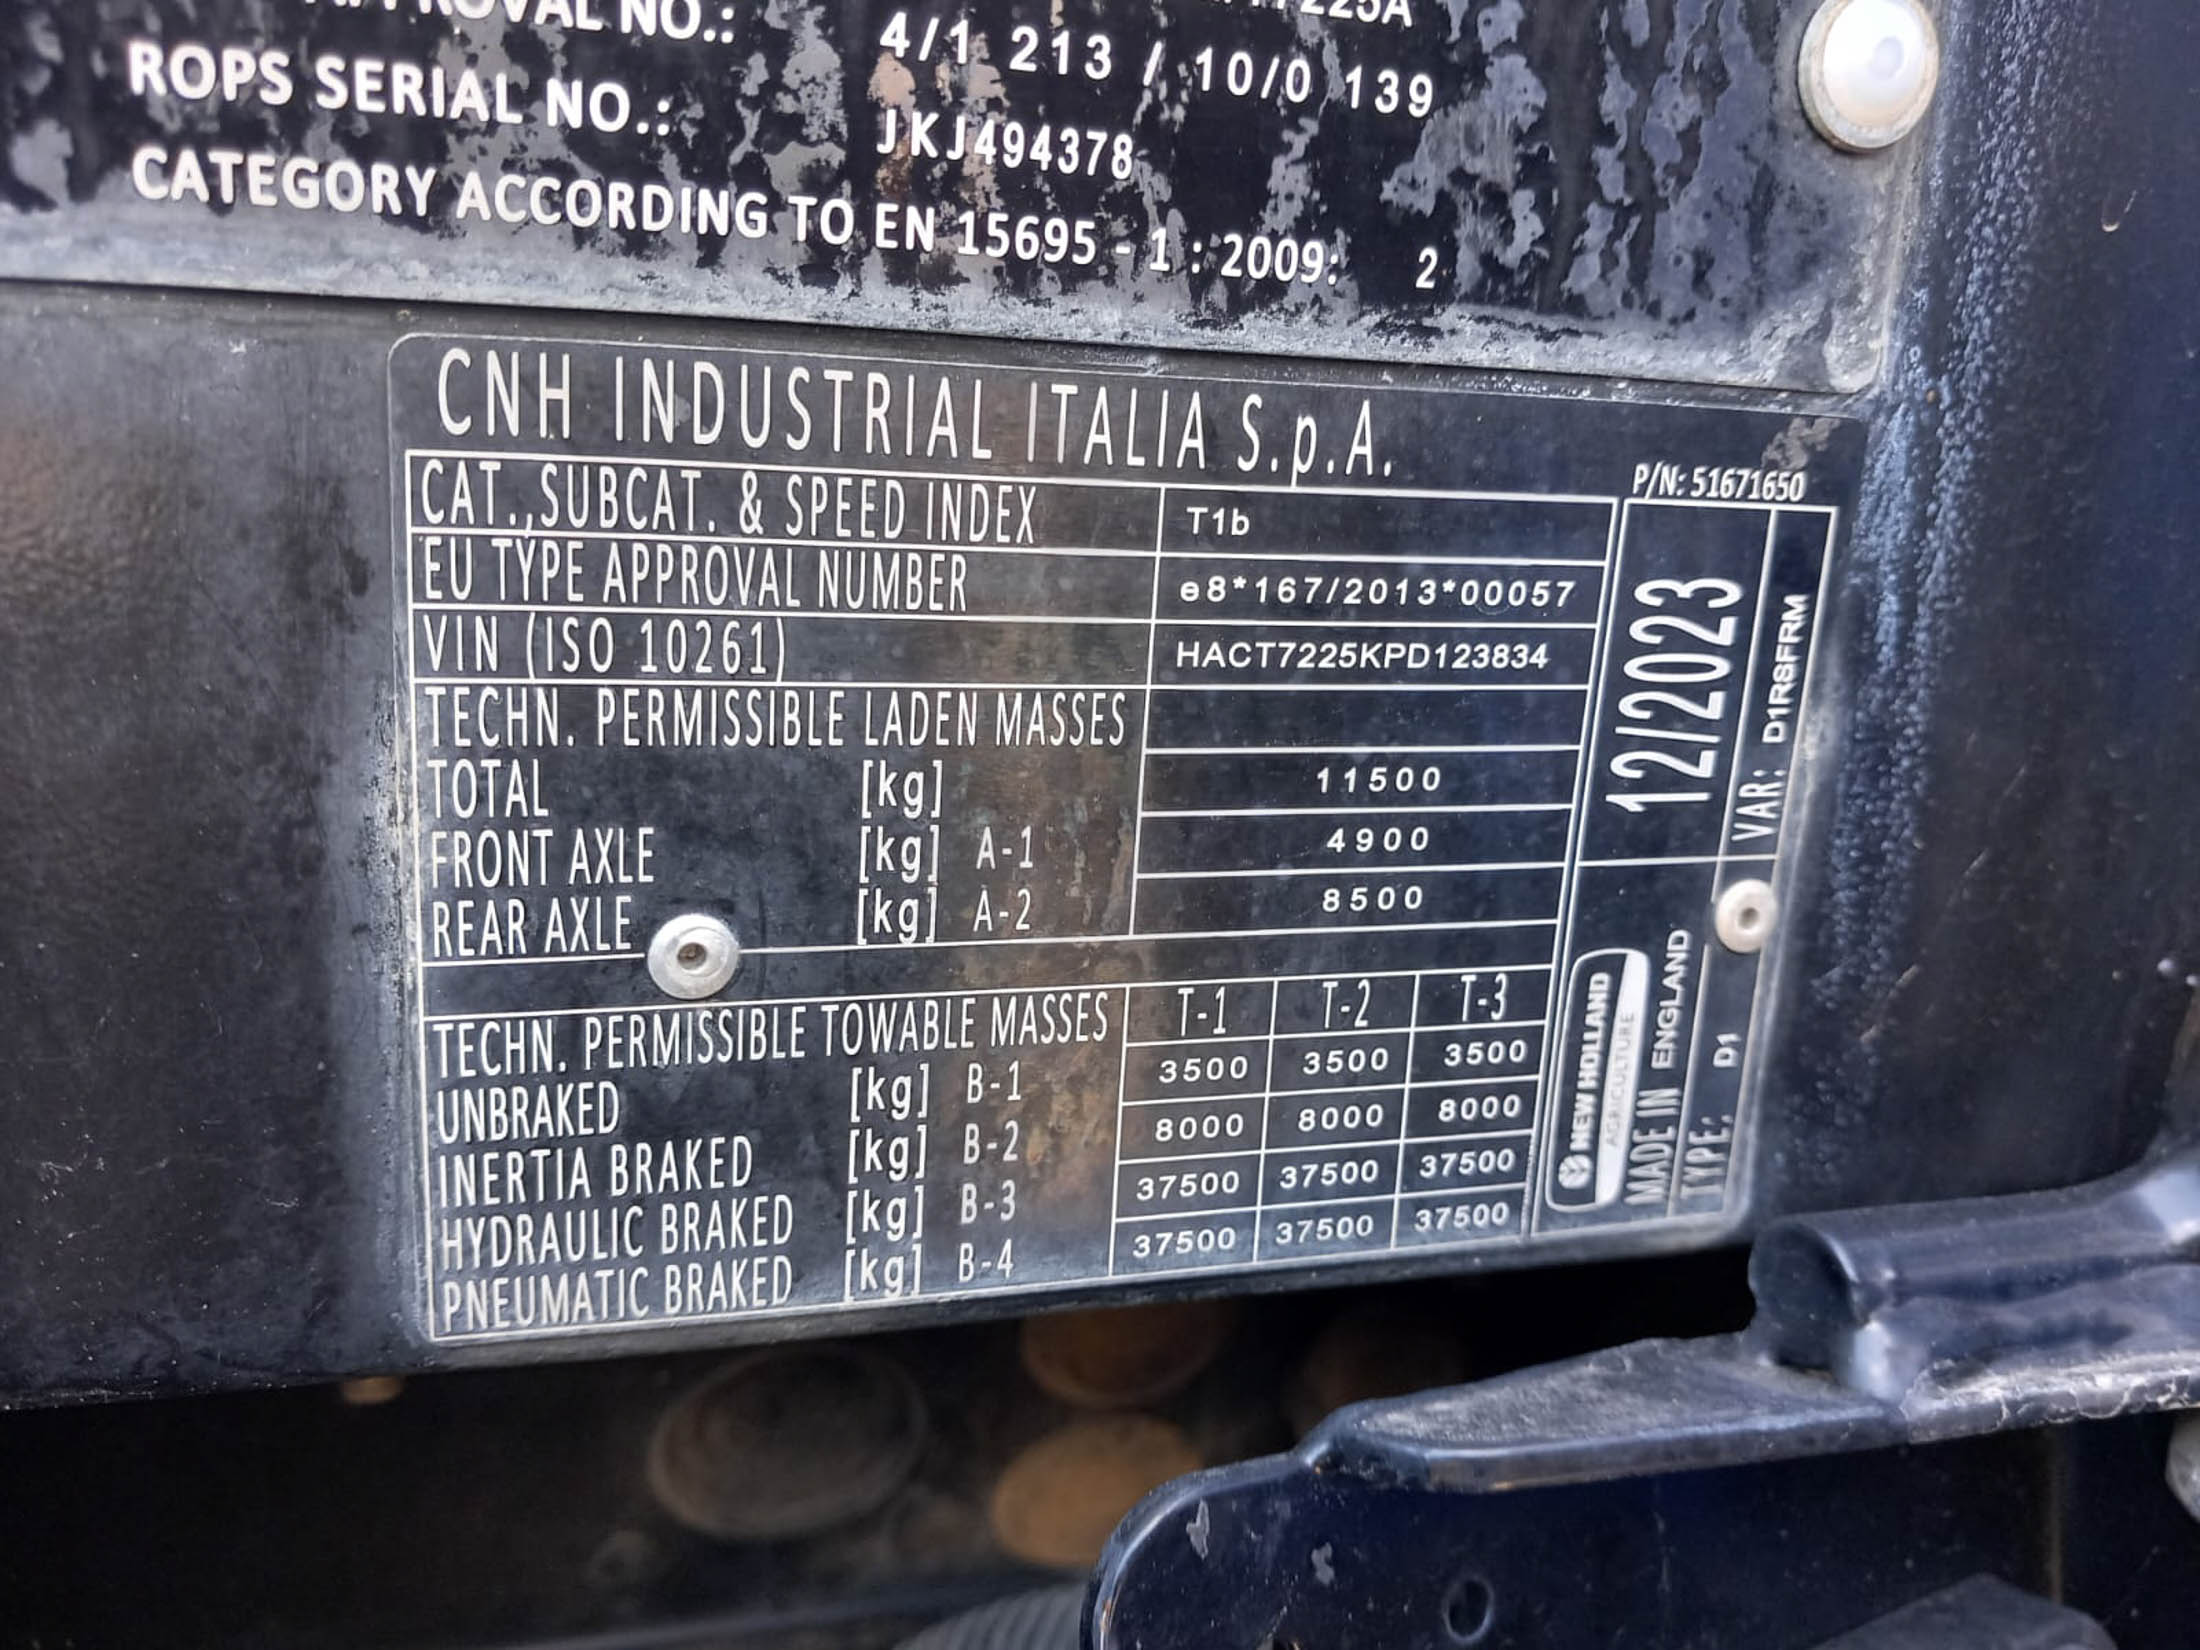 APPROVAL NO.:
4/1 213 / 10/0 139
ROPS SERIAL NO.: JKJ494378
CATEGORY ACCORDING TO EN 15695 - 1 : 2009: 2
CNH INDUSTRIAL ITALIA S.p.A.
P/N: 51671650
CAT.,SUBCAT. & SPEED INDEX T1b
EU TYPE APPROVAL NUMBER e8*167/2013*00057
VIN (ISO 10261) HACT7225KPD123834
TECHN. PERMISSIBLE LADEN MASSES
TOTAL [kg] 11500
FRONT AXLE [kg] A-1 4900
REAR AXLE [kg] A-2 8500
TECHN. PERMISSIBLE TOWABLE MASSES T-1 T-2 T-3
UNBRAKED [kg] B-1 3500 3500 3500
INERTIA BRAKED [kg] B-2 8000 8000 8000
HYDRAULIC BRAKED [kg] B-3 37500 37500 37500
PNEUMATIC BRAKED [kg] B-4 37500 37500 37500
12/2023
VAR: D1RSFRM
NEW HOLLAND
AGRICULTURE
MADE IN ENGLAND
TYPE: D1